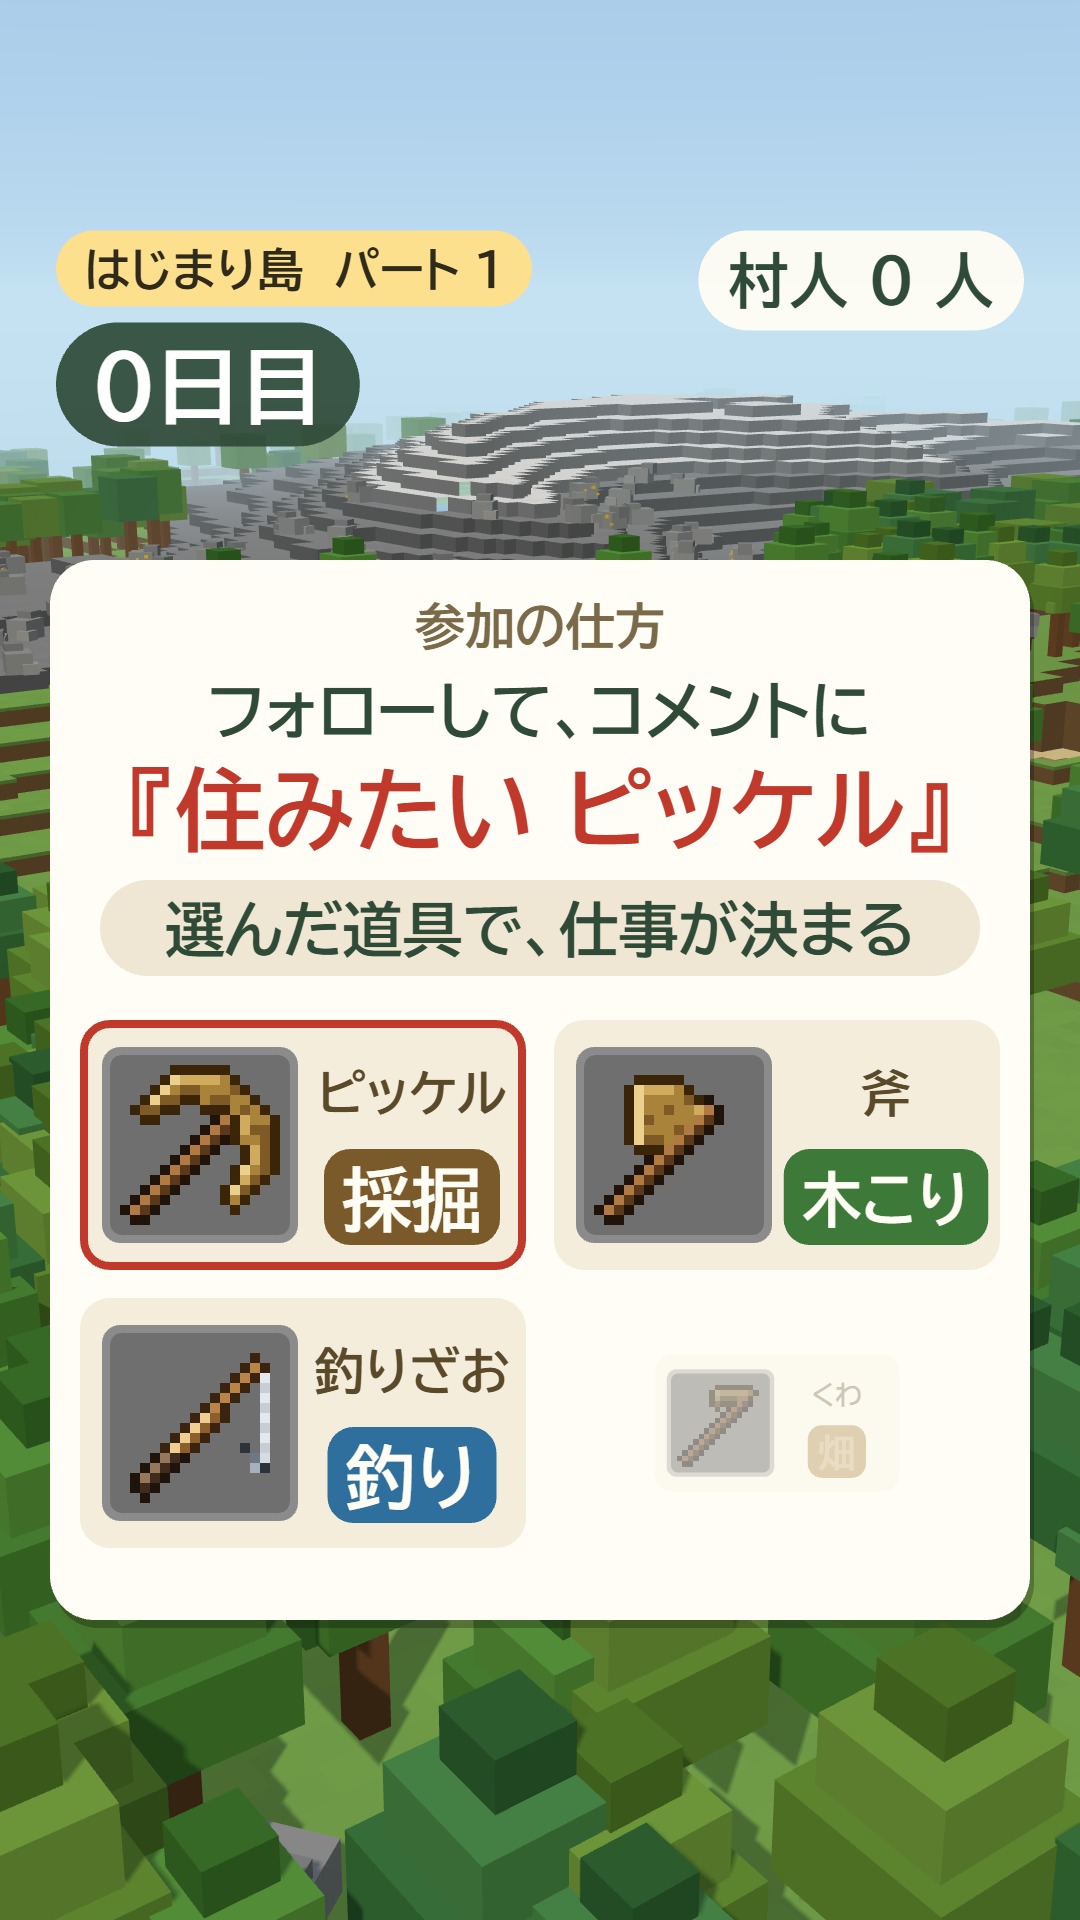 はじまり島 パート 1
村人 0 人
0日目
参加の仕方
フォローして、コメントに
『住みたい ピッケル』
選んだ道具で、仕事が決まる
ピッケル
採掘
斧
木こり
釣りざお
釣り
くわ
畑